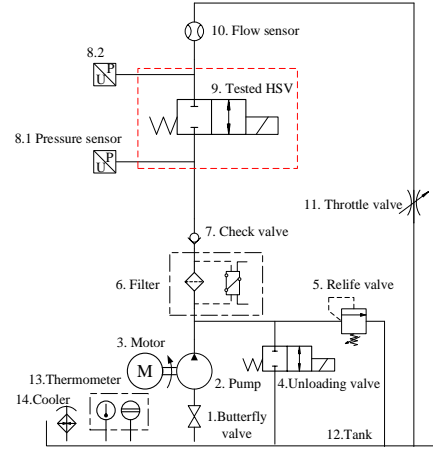 10. Flow sensor
8.2
P
U
9. Tested HSV
8.1 Pressure sensor
P
U
11. Throttle valve
7. Check valve
6. Filter
5. Relife valve
3. Motor
M
2. Pump
4.Unloading valve
13.Thermometer
14.Cooler
1.Butterfly
valve
12.Tank